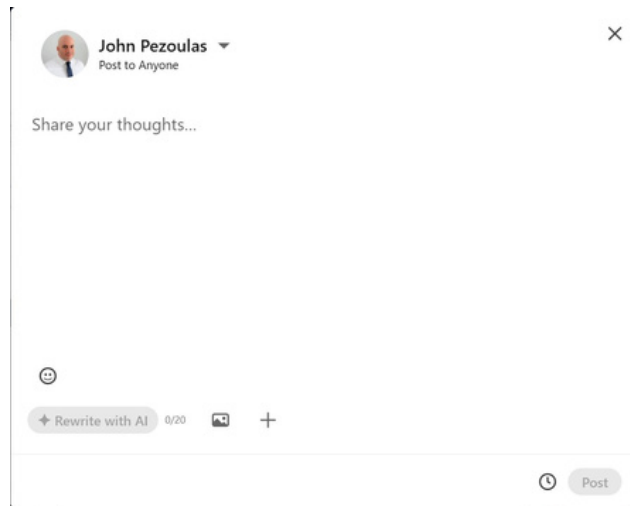 John Pezoulas
Post to Anyone
Share your thoughts...
Rewrite with AI 0/20
Post